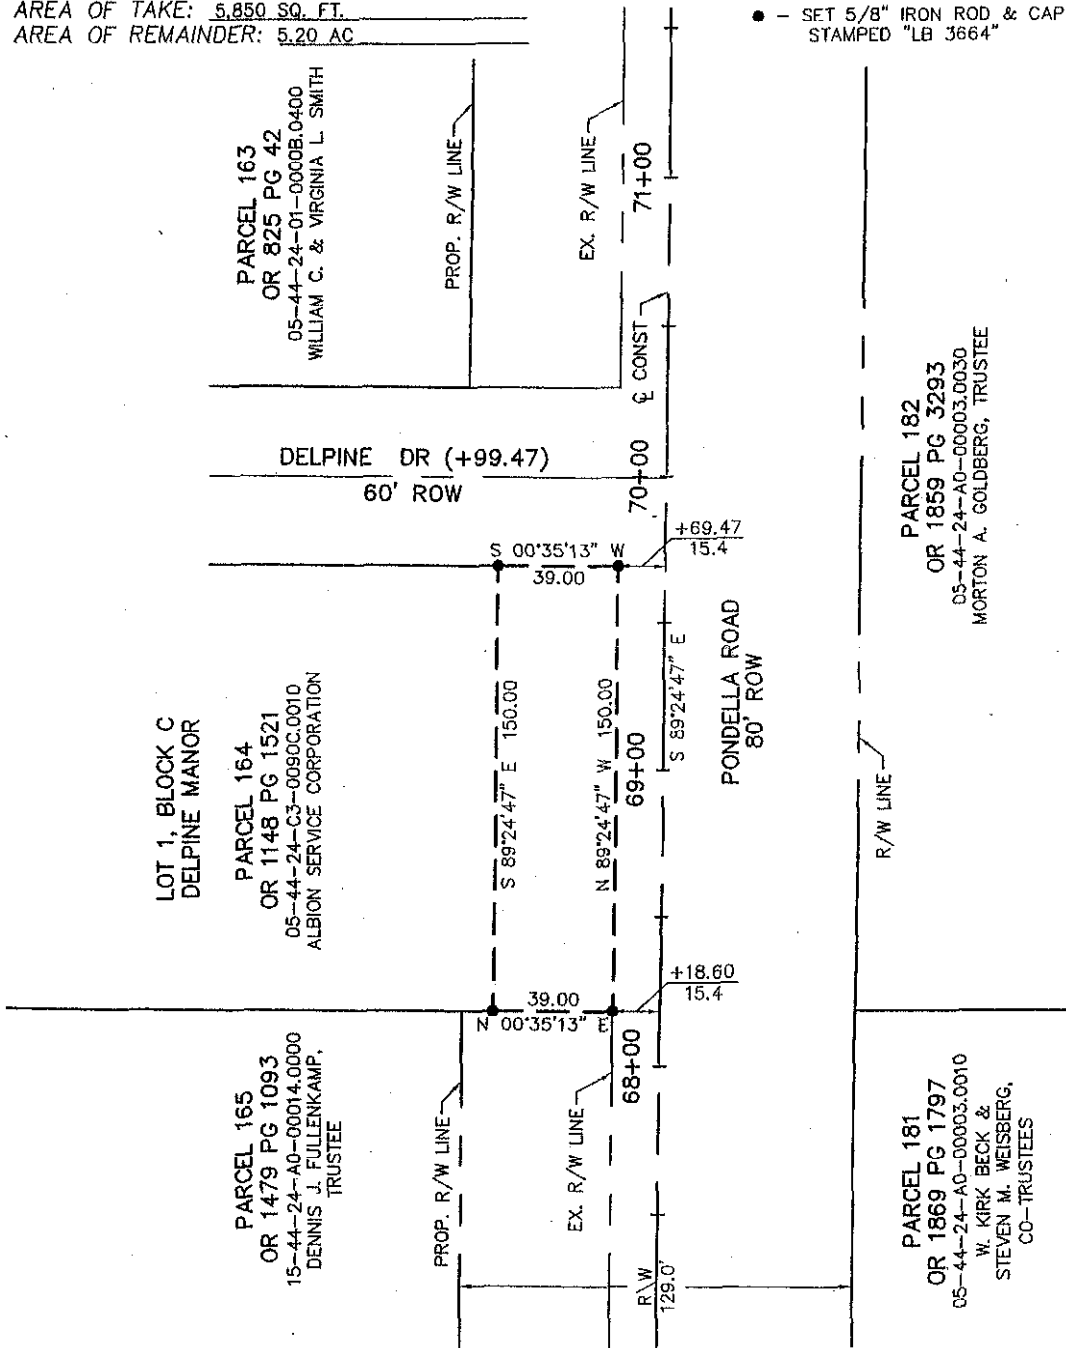 AREA OF TAKE: 5,850 SQ. FT.
AREA OF REMAINDER: 5.20 AC
● – SET 5/8" IRON ROD & CAP
STAMPED "LB 3664"
PARCEL 163
OR 825 PG 42
05-44-24-01-0000B.0400
WILLIAM C. & VIRGINIA L. SMITH
PROP. R/W LINE
EX. R/W LINE
71+00
℄ CONST
DELPINE DR (+99.47)
60' ROW
70+00
PARCEL 182
OR 1859 PG 3293
05-44-24-A0-00003.0030
MORTON A. GOLDBERG, TRUSTEE
S 00°35'13" W
39.00
+69.47
15.4
LOT 1, BLOCK C
DELPINE MANOR
PARCEL 164
OR 1148 PG 1521
05-44-24-C3-0090C.0010
ALBION SERVICE CORPORATION
S 89°24'47" E 150.00
N 89°24'47" W 150.00
69+00
S 89°24'47" E
PONDELLA ROAD
80' ROW
R/W LINE
39.00
N 00°35'13" E
+18.60
15.4
68+00
PARCEL 165
OR 1479 PG 1093
15-44-24-A0-00014.0000
DENNIS J. FULLENKAMP,
TRUSTEE
PROP. R/W LINE
EX. R/W LINE
R\W
129.0'
PARCEL 181
OR 1869 PG 1797
05-44-24-A0-00003.0010
W. KIRK BECK &
STEVEN M. WEISBERG,
CO-TRUSTEES